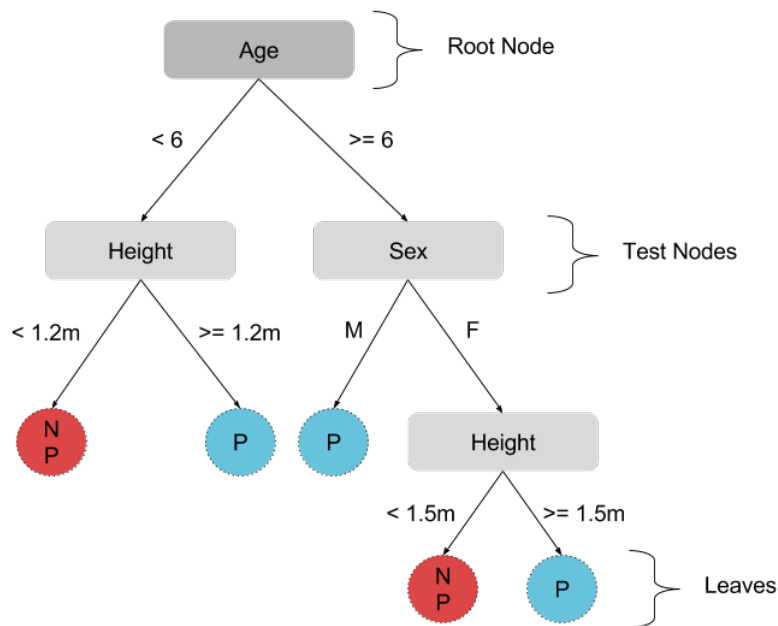 Age
Root Node
< 6
>= 6
Height
Sex
Test Nodes
< 1.2m
>= 1.2m
M
F
N
P
P
P
Height
< 1.5m
>= 1.5m
N
P
P
Leaves